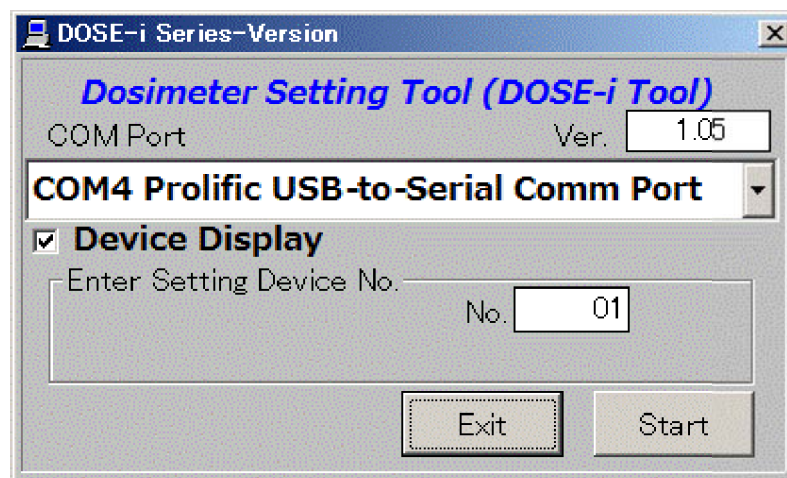 DOSE-i Series-Version
Dosimeter Setting Tool (DOSE-i Tool)
COM Port Ver. 1.05
COM4 Prolific USB-to-Serial Comm Port
Device Display
Enter Setting Device No.
No. 01
Exit Start